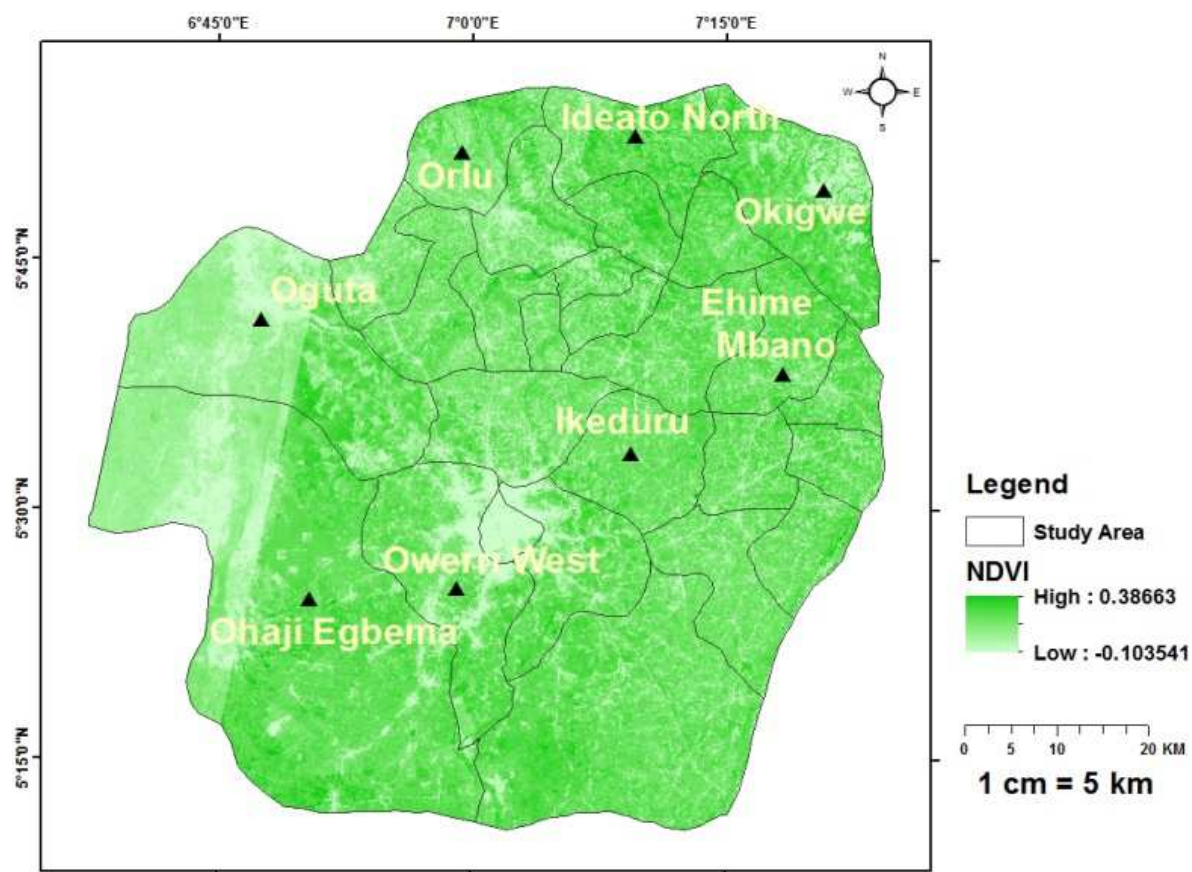 6°45'0"E
7°0'0"E
7°15'0"E
N
W
E
S
Ideato North
Orlu
Okigwe
5°45'0"N
Oguta
Ehime
Mbano
Ikeduru
5°30'0"N
Owerri West
Ohaji Egbema
5°15'0"N
Legend
Study Area
NDVI
High : 0.38663
Low : -0.103541
0 5 10 20 KM
1 cm = 5 km